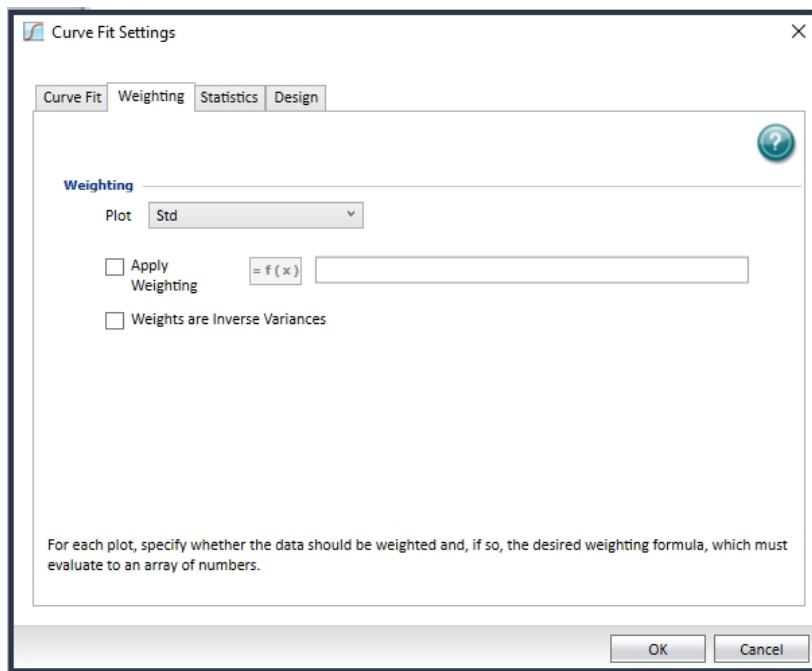 Curve Fit Settings
Curve Fit Weighting Statistics Design
?
Weighting
Plot Std
Apply
Weighting
= f ( x )
Weights are Inverse Variances
For each plot, specify whether the data should be weighted and, if so, the desired weighting formula, which must
evaluate to an array of numbers.
OK Cancel